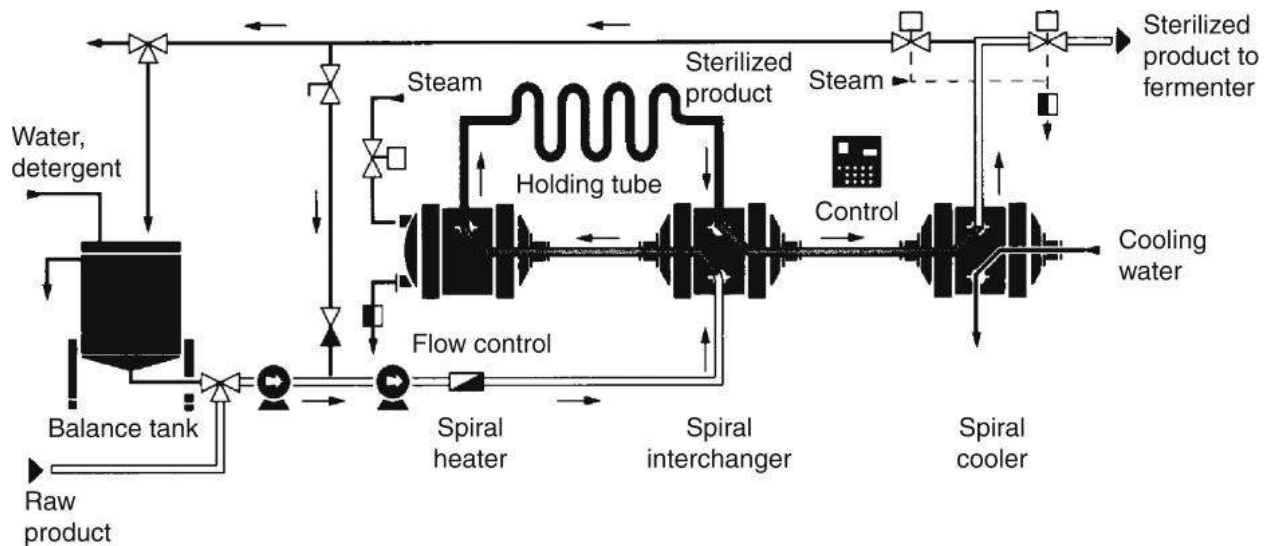 Sterilized
product to
fermenter
Steam
Sterilized
product
Steam
Water,
detergent
Holding tube
Control
Cooling
water
Flow control
Balance tank
Spiral
heater
Spiral
interchanger
Spiral
cooler
Raw
product